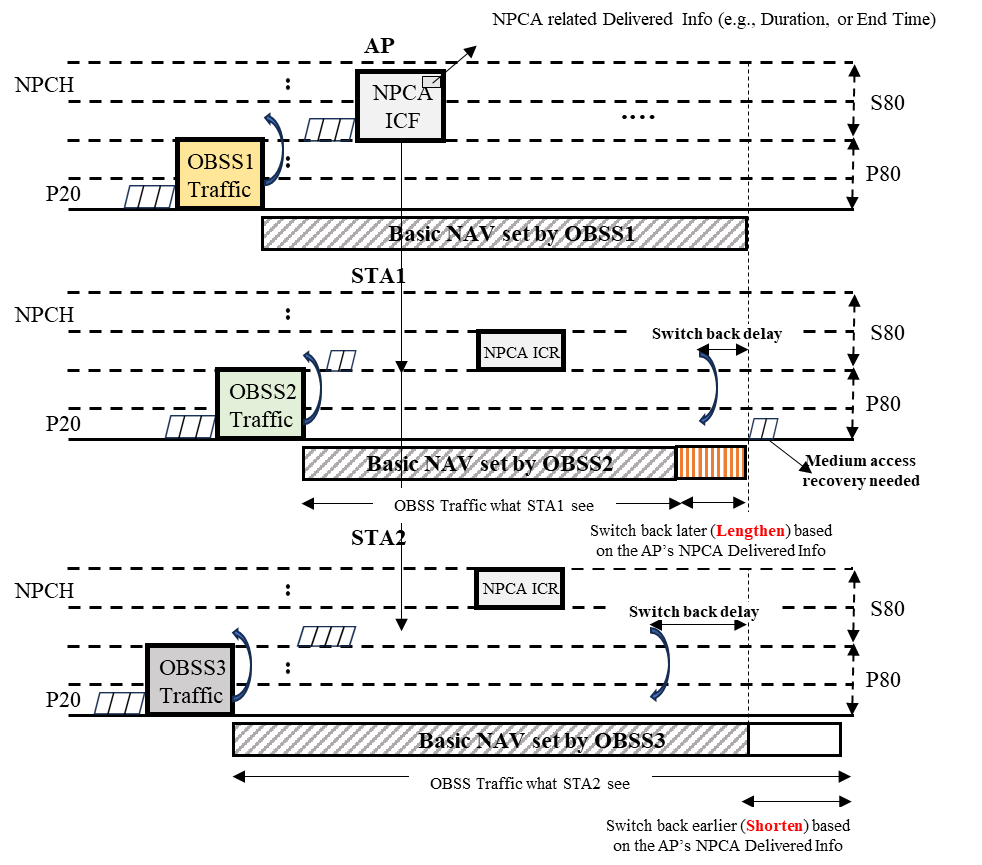 NPCA related Delivered Info (e.g., Duration, or End Time)
AP
NPCH
:
NPCA
ICF
S80
....
OBSS1
Traffic
:
P80
P20
Basic NAV set by OBSS1
STA1
NPCH
:
Switch back delay
S80
NPCA ICR
OBSS2
Traffic
P80
P20
Basic NAV set by OBSS2
Medium access
recovery needed
OBSS Traffic what STA1 see
Switch back later (Lengthen) based
on the AP's NPCA Delivered Info
STA2
NPCH
:
NPCA ICR
S80
Switch back delay
OBSS3
Traffic
:
P80
P20
Basic NAV set by OBSS3
OBSS Traffic what STA2 see
Switch back earlier (Shorten) based
on the AP's NPCA Delivered Info